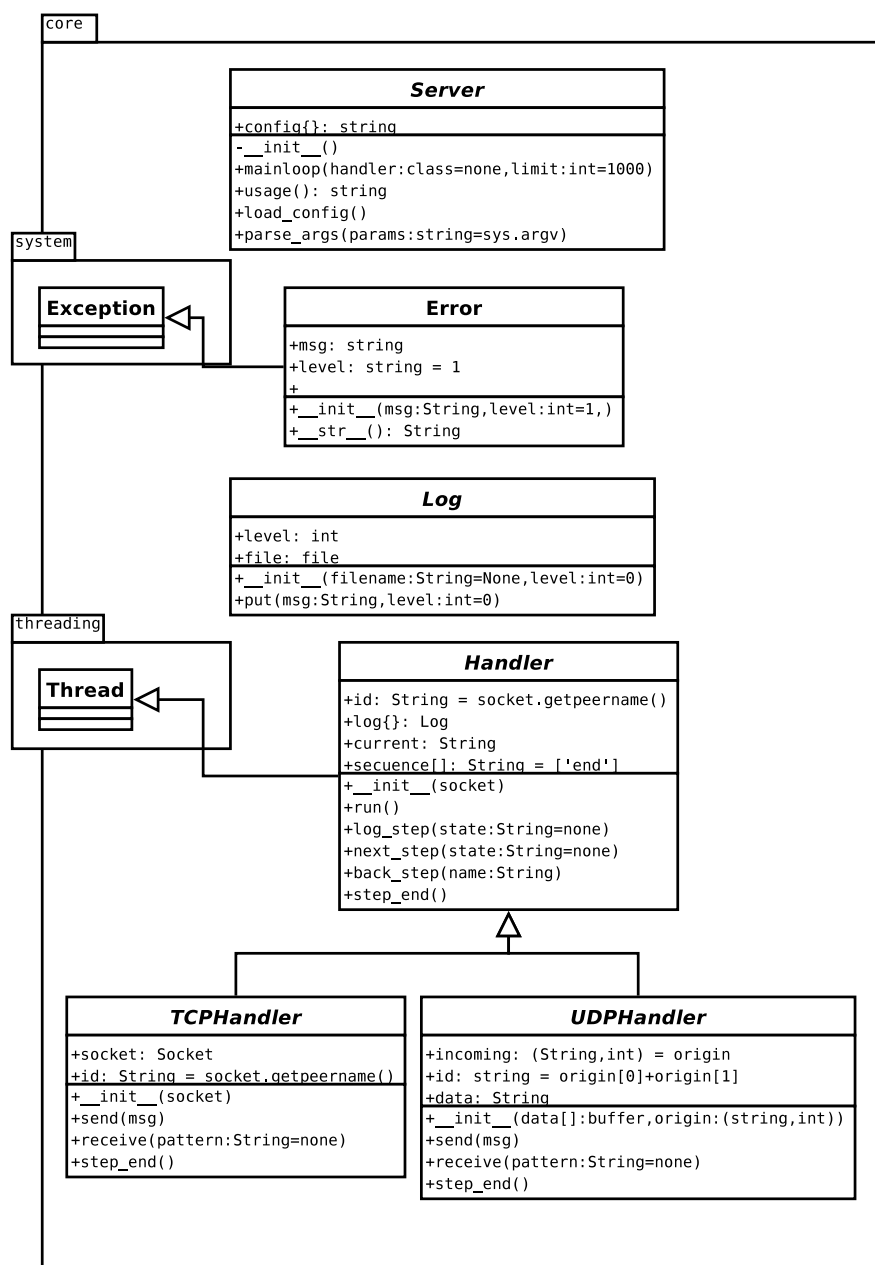 core
Server
+config{}: string
-__init__()
+mainloop(handler:class=none,limit:int=1000)
+usage(): string
+load_config()
+parse_args(params:string=sys.argv)
system
Exception
Error
+msg: string
+level: string = 1
+
+__init__(msg:String,level:int=1,)
+__str__(): String
Log
+level: int
+file: file
+__init__(filename:String=None,level:int=0)
+put(msg:String,level:int=0)
threading
Thread
Handler
+id: String = socket.getpeername()
+log{}: Log
+current: String
+secuence[]: String = ['end']
+__init__(socket)
+run()
+log_step(state:String=none)
+next_step(state:String=none)
+back_step(name:String)
+step_end()
TCPHandler
+socket: Socket
+id: String = socket.getpeername()
+__init__(socket)
+send(msg)
+receive(pattern:String=none)
+step_end()
UDPHandler
+incoming: (String,int) = origin
+id: string = origin[0]+origin[1]
+data: String
+__init__(data[]:buffer,origin:(string,int))
+send(msg)
+receive(pattern:String=none)
+step_end()